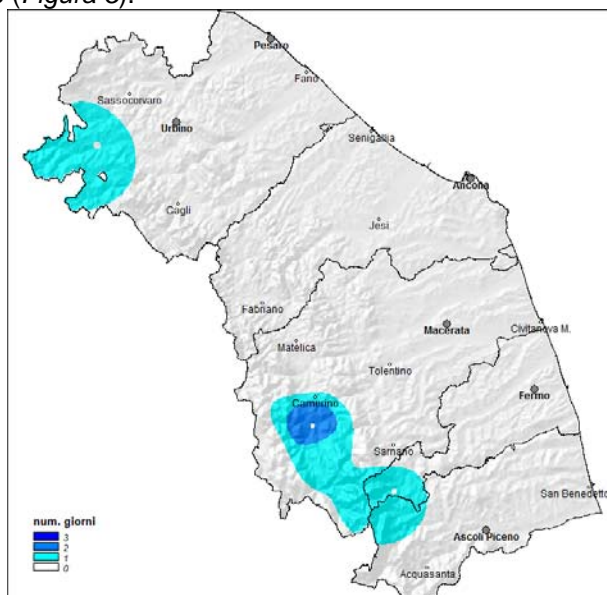 (Figura 8).
Pesaro
Fano
Sassocorvaro
Urbino
Senigallia
Ancona
Cagli
Jesi
Fabriano
Macerata
Civitanova M.
Matelica
Tolentino
Camerino
Fermo
Sarnano
San Benedetto
Ascoli Piceno
Acquasanta
num. giorni
3
2
1
0